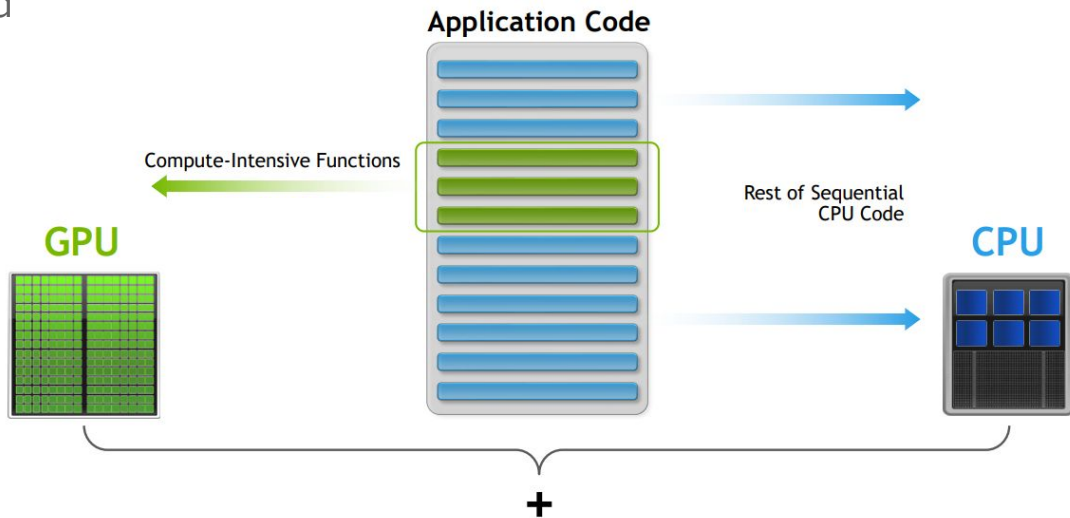 Application Code
Compute-Intensive Functions
Rest of Sequential
CPU Code
GPU
CPU
+